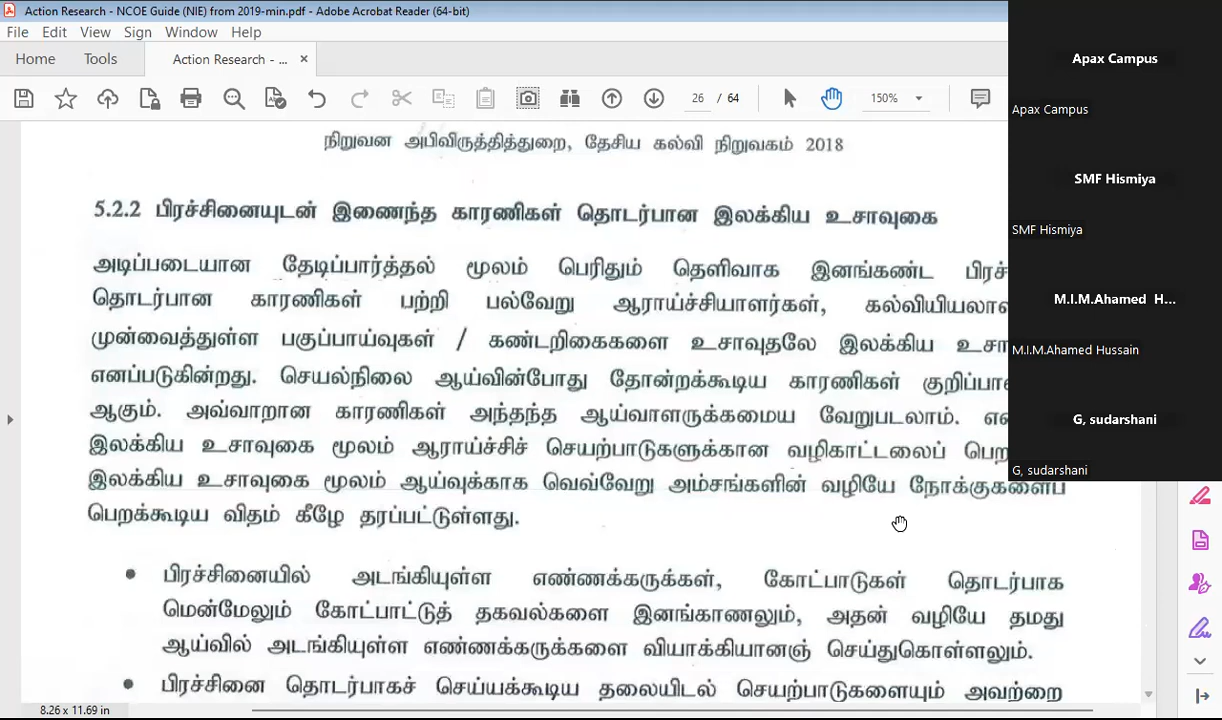 Action Research - NCOE Guide (NIE) from 2019-min.pdf - Adobe Acrobat Reader (64-bit)
File Edit View Sign Window Help
Home Tools Action Research - ... ×
26 / 64 150%
நிறுவன அபிவிருத்தித்துறை, தேசிய கல்வி நிறுவகம் 2018
5.2.2 பிரச்சினையுடன் இணைந்த காரணிகள் தொடர்பான இலக்கிய உசாவுகை
அடிப்படையான தேடிப்பார்த்தல் மூலம் பெரிதும் தெளிவாக இனங்கண்ட பிரச்
தொடர்பான காரணிகள் பற்றி பல்வேறு ஆராய்ச்சியாளர்கள், கல்வியியலா
முன்வைத்துள்ள பகுப்பாய்வுகள் / கண்டறிகைகளை உசாவுதலே இலக்கிய உசா
எனப்படுகின்றது. செயல்நிலை ஆய்வின்போது தோன்றக்கூடிய காரணிகள் குறிப்பா
ஆகும். அவ்வாறான காரணிகள் அந்தந்த ஆய்வாளருக்கமைய வேறுபடலாம். என
இலக்கிய உசாவுகை மூலம் ஆராய்ச்சிச் செயற்பாடுகளுக்கான வழிகாட்டலைப் பெற
இலக்கிய உசாவுகை மூலம் ஆய்வுக்காக வெவ்வேறு அம்சங்களின் வழியே நோக்குகளைப்
பெறக்கூடிய விதம் கீழே தரப்பட்டுள்ளது.
• பிரச்சினையில் அடங்கியுள்ள எண்ணக்கருக்கள், கோட்பாடுகள் தொடர்பாக
மென்மேலும் கோட்பாட்டுத் தகவல்களை இனங்காணலும், அதன் வழியே தமது
ஆய்வில் அடங்கியுள்ள எண்ணக்கருக்களை வியாக்கியானஞ் செய்துகொள்ளலும்.
• பிரச்சினை தொடர்பாகச் செய்யக்கூடிய தலையிடல் செயற்பாடுகளையும் அவற்றை
8.26 x 11.69 in
Apax Campus
Apax Campus
SMF Hismiya
SMF Hismiya
M.I.M.Ahamed H...
M.I.M.Ahamed Hussain
G, sudarshani
G, sudarshani